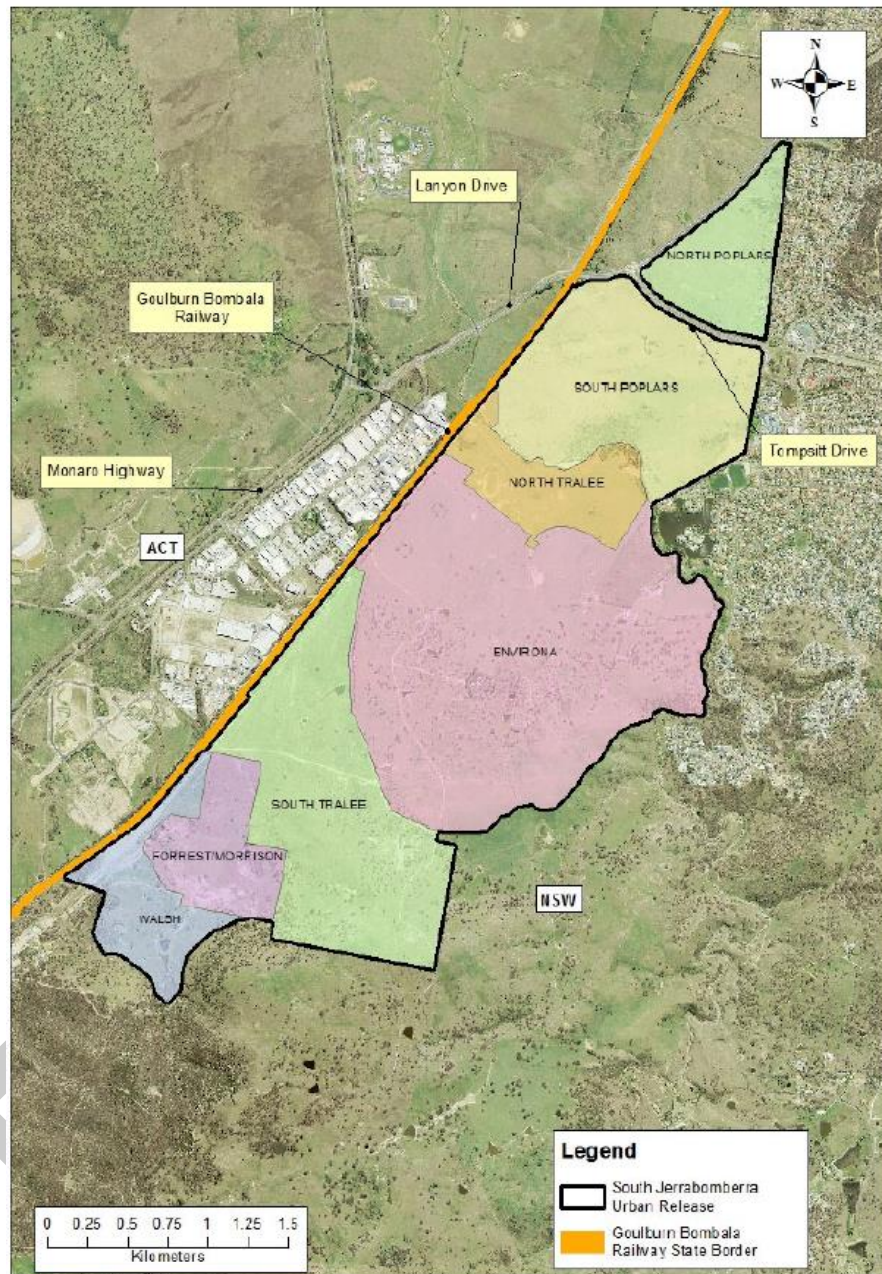 N
W E
S
Lanyon Drive
NORTH POPLARS
Goulburn Bombala
Railway
SOUTH POPLARS
Tompsitt Drive
Monaro Highway
NORTH TRALEE
ACT
ENVIRONA
SOUTH TRALEE
FORREST/MORRISON
NSW
WALSH
Legend
South Jerrabomberra
Urban Release
Goulburn Bombala
Railway State Border
0 0.25 0.5 0.75 1 1.25 1.5
Kilometers